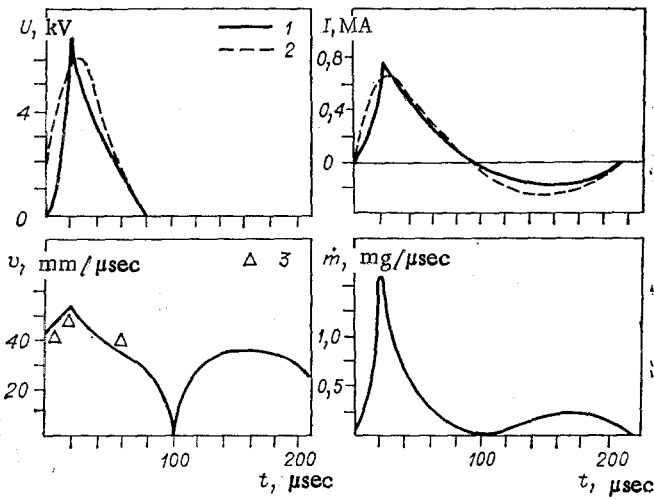 U, kV
1
2
4
0
I, MA
0,8
0,4
0
v, mm/μsec
Δ 3
40
20
100
t, μsec
ṁ, mg/μsec
1,0
0,5
100
200
t, μsec